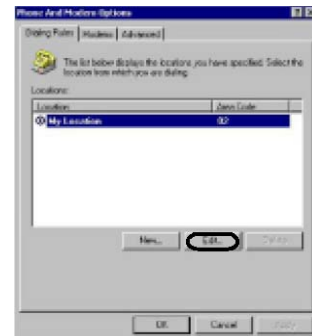 Phone And Modem Options
Dialing Rules Modems Advanced
The list below displays the locations you have specified. Select the
location from which you are dialing.
Locations:
Location Area Code
My Location 02
New... Edit... Delete
OK Cancel Apply